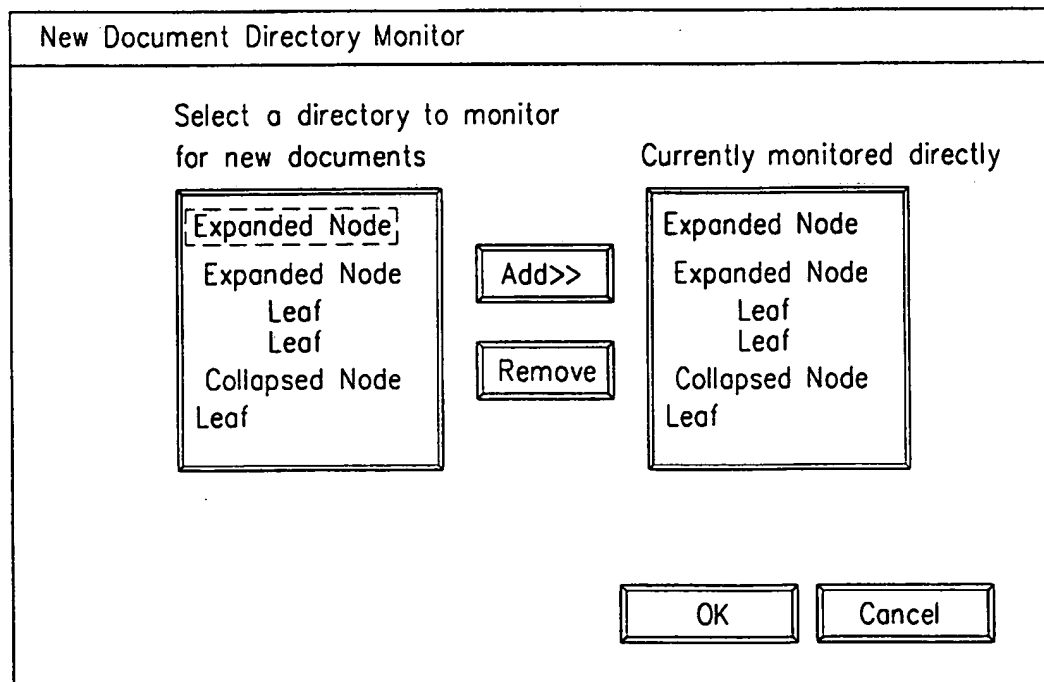 New Document Directory Monitor
Select a directory to monitor
for new documents
Currently monitored directly
Expanded Node
Expanded Node
Leaf
Leaf
Collapsed Node
Leaf
Add>>
Remove
Expanded Node
Expanded Node
Leaf
Leaf
Collapsed Node
Leaf
OK
Cancel